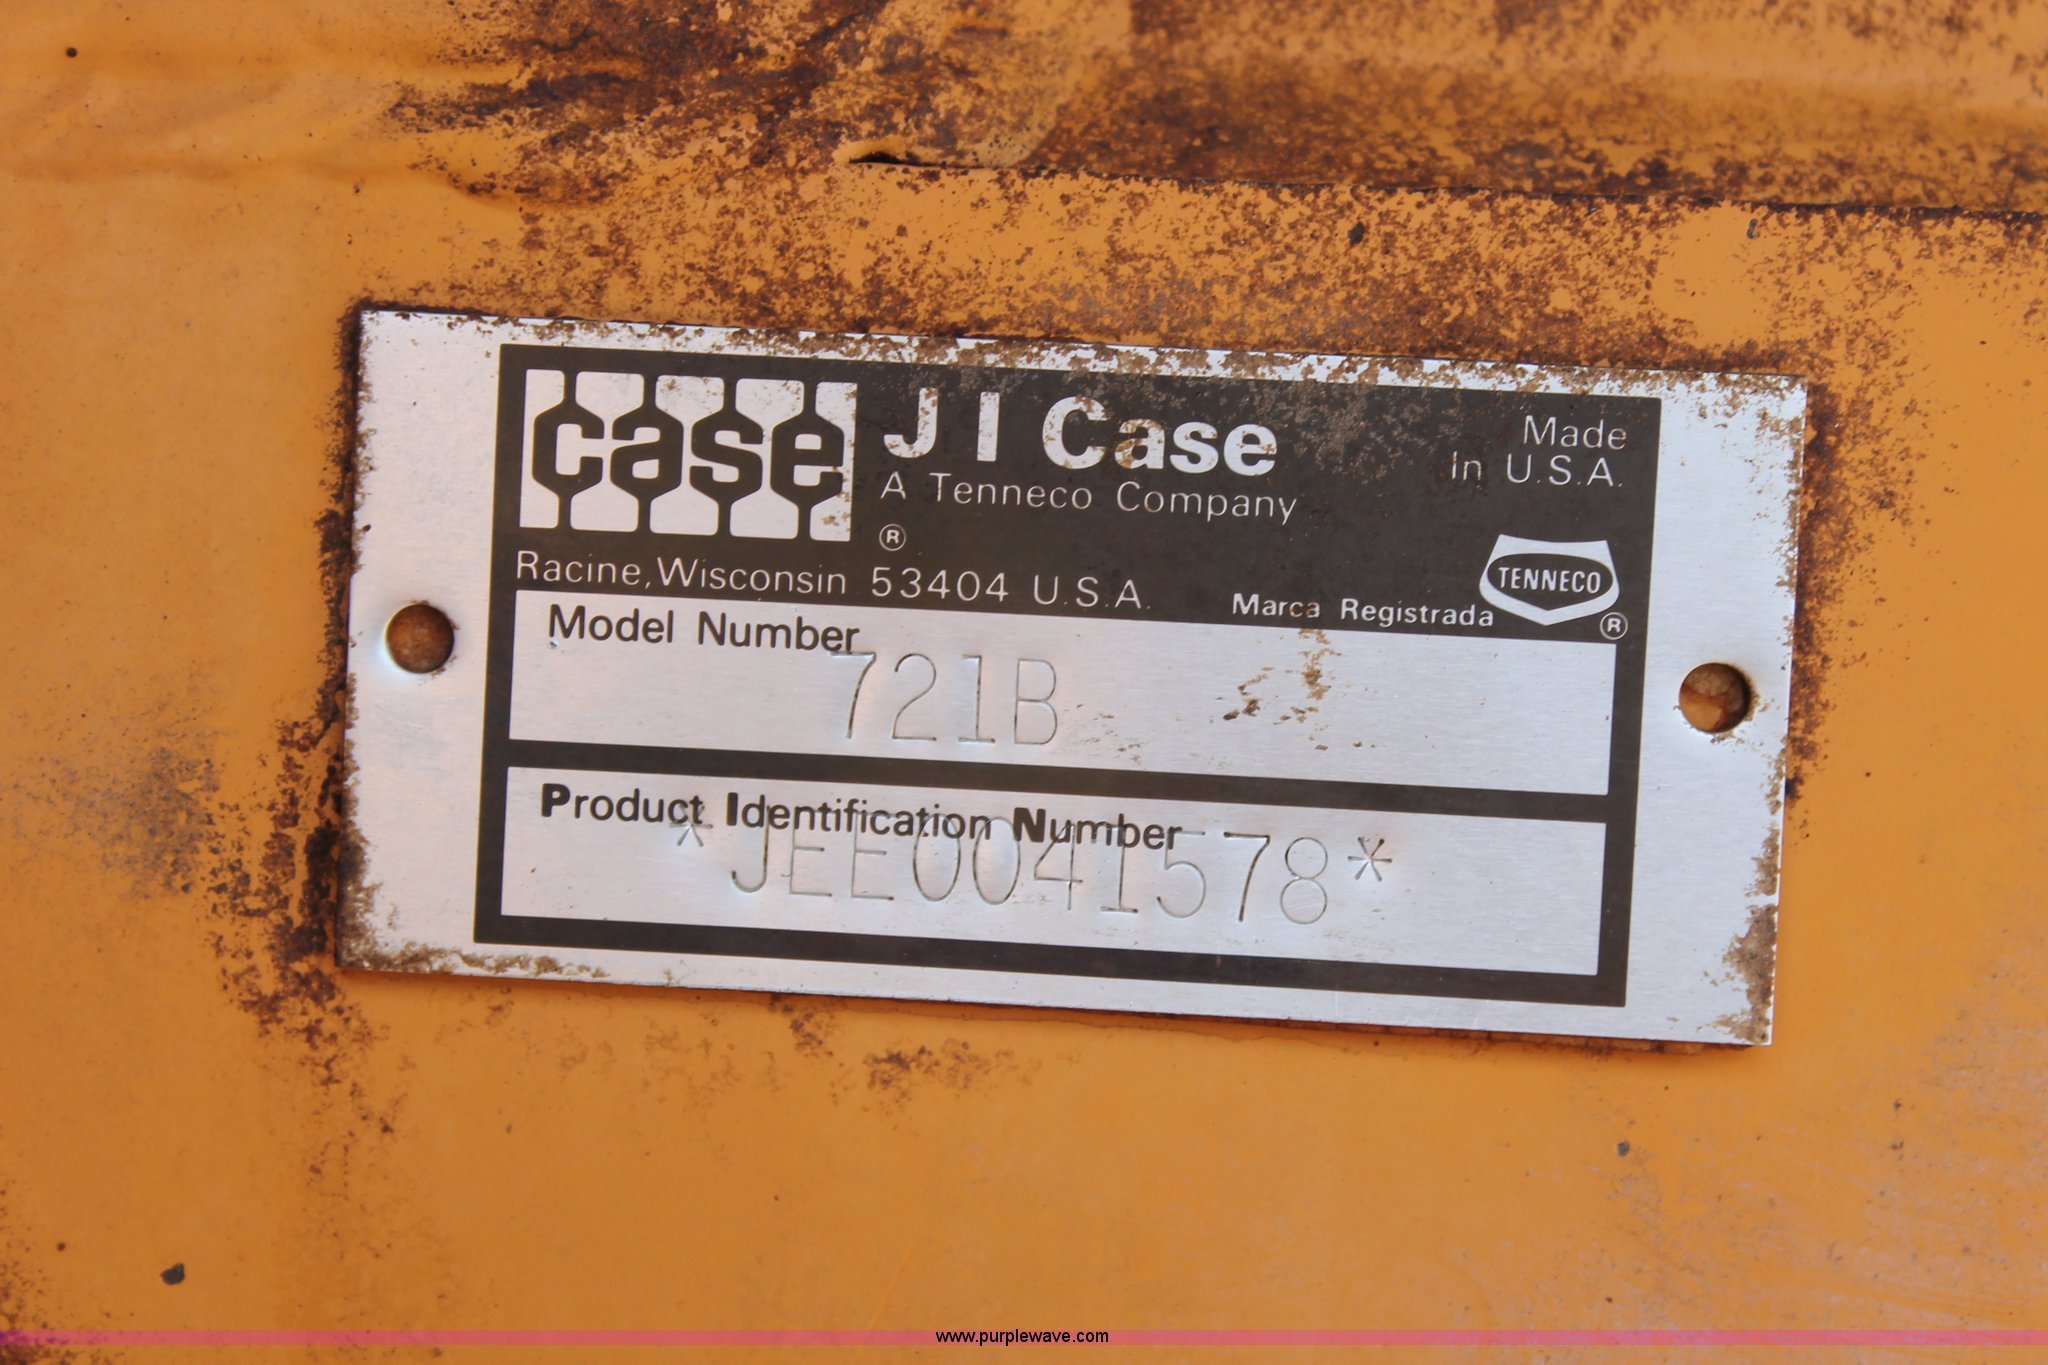 case
J I Case
A Tenneco Company
®
Made
In U.S.A.
Racine, Wisconsin 53404 U.S.A.
Marca Registrada
TENNECO
®
Model Number
721B
Product Identification Number
*JEE0041578*
www.purplewave.com